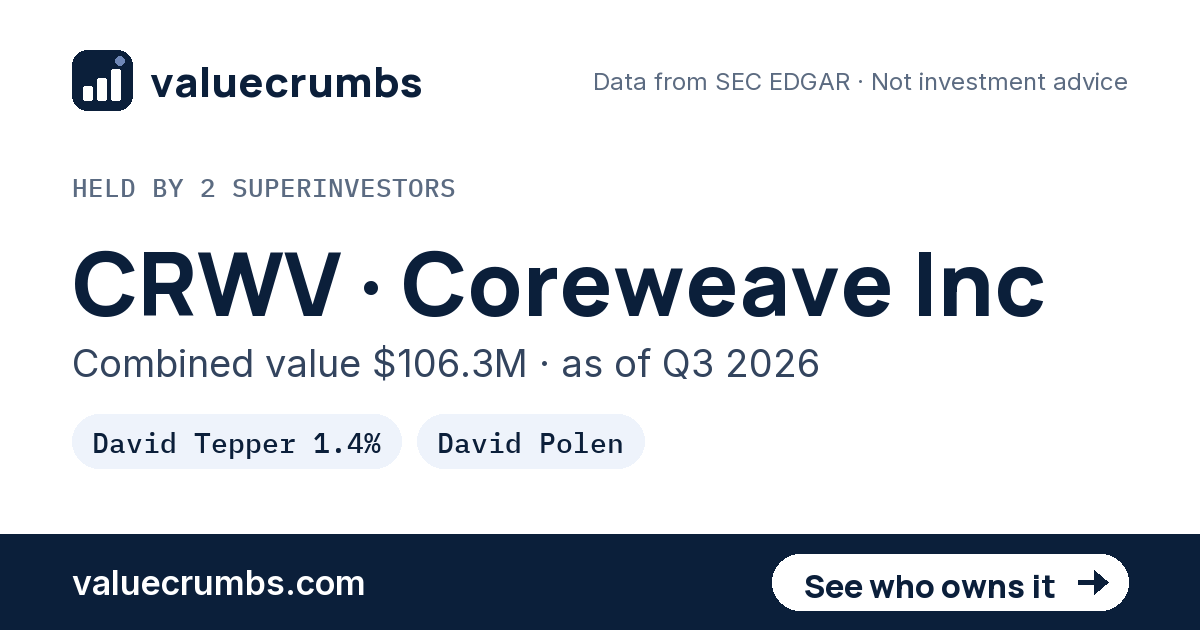 valuecrumbs
Data from SEC EDGAR · Not investment advice
HELD BY 2 SUPERINVESTORS
CRWV · Coreweave Inc
Combined value $106.3M · as of Q3 2026
David Tepper 1.4%
David Polen
valuecrumbs.com
See who owns it →